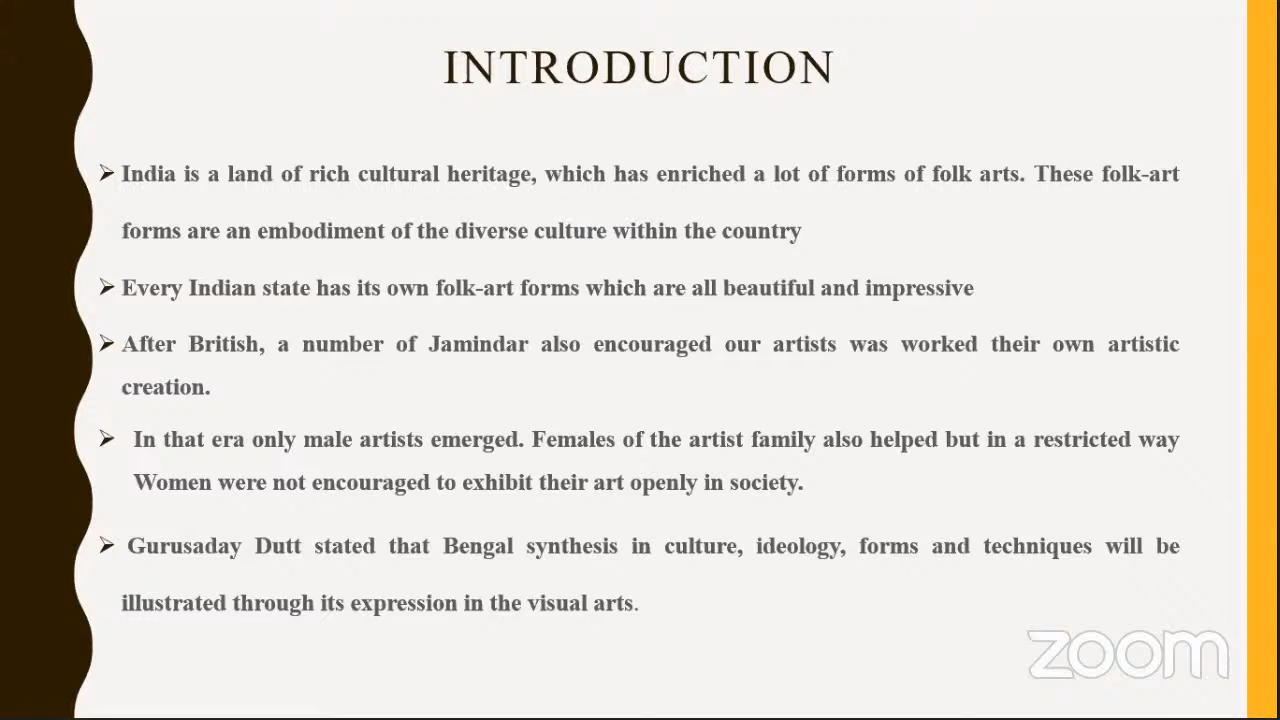 INTRODUCTION
➢ India is a land of rich cultural heritage, which has enriched a lot of forms of folk arts. These folk-art
forms are an embodiment of the diverse culture within the country
➢ Every Indian state has its own folk-art forms which are all beautiful and impressive
➢ After British, a number of Jamindar also encouraged our artists was worked their own artistic
creation.
➢ In that era only male artists emerged. Females of the artist family also helped but in a restricted way
Women were not encouraged to exhibit their art openly in society.
➢ Gurusaday Dutt stated that Bengal synthesis in culture, ideology, forms and techniques will be
illustrated through its expression in the visual arts.
zoom